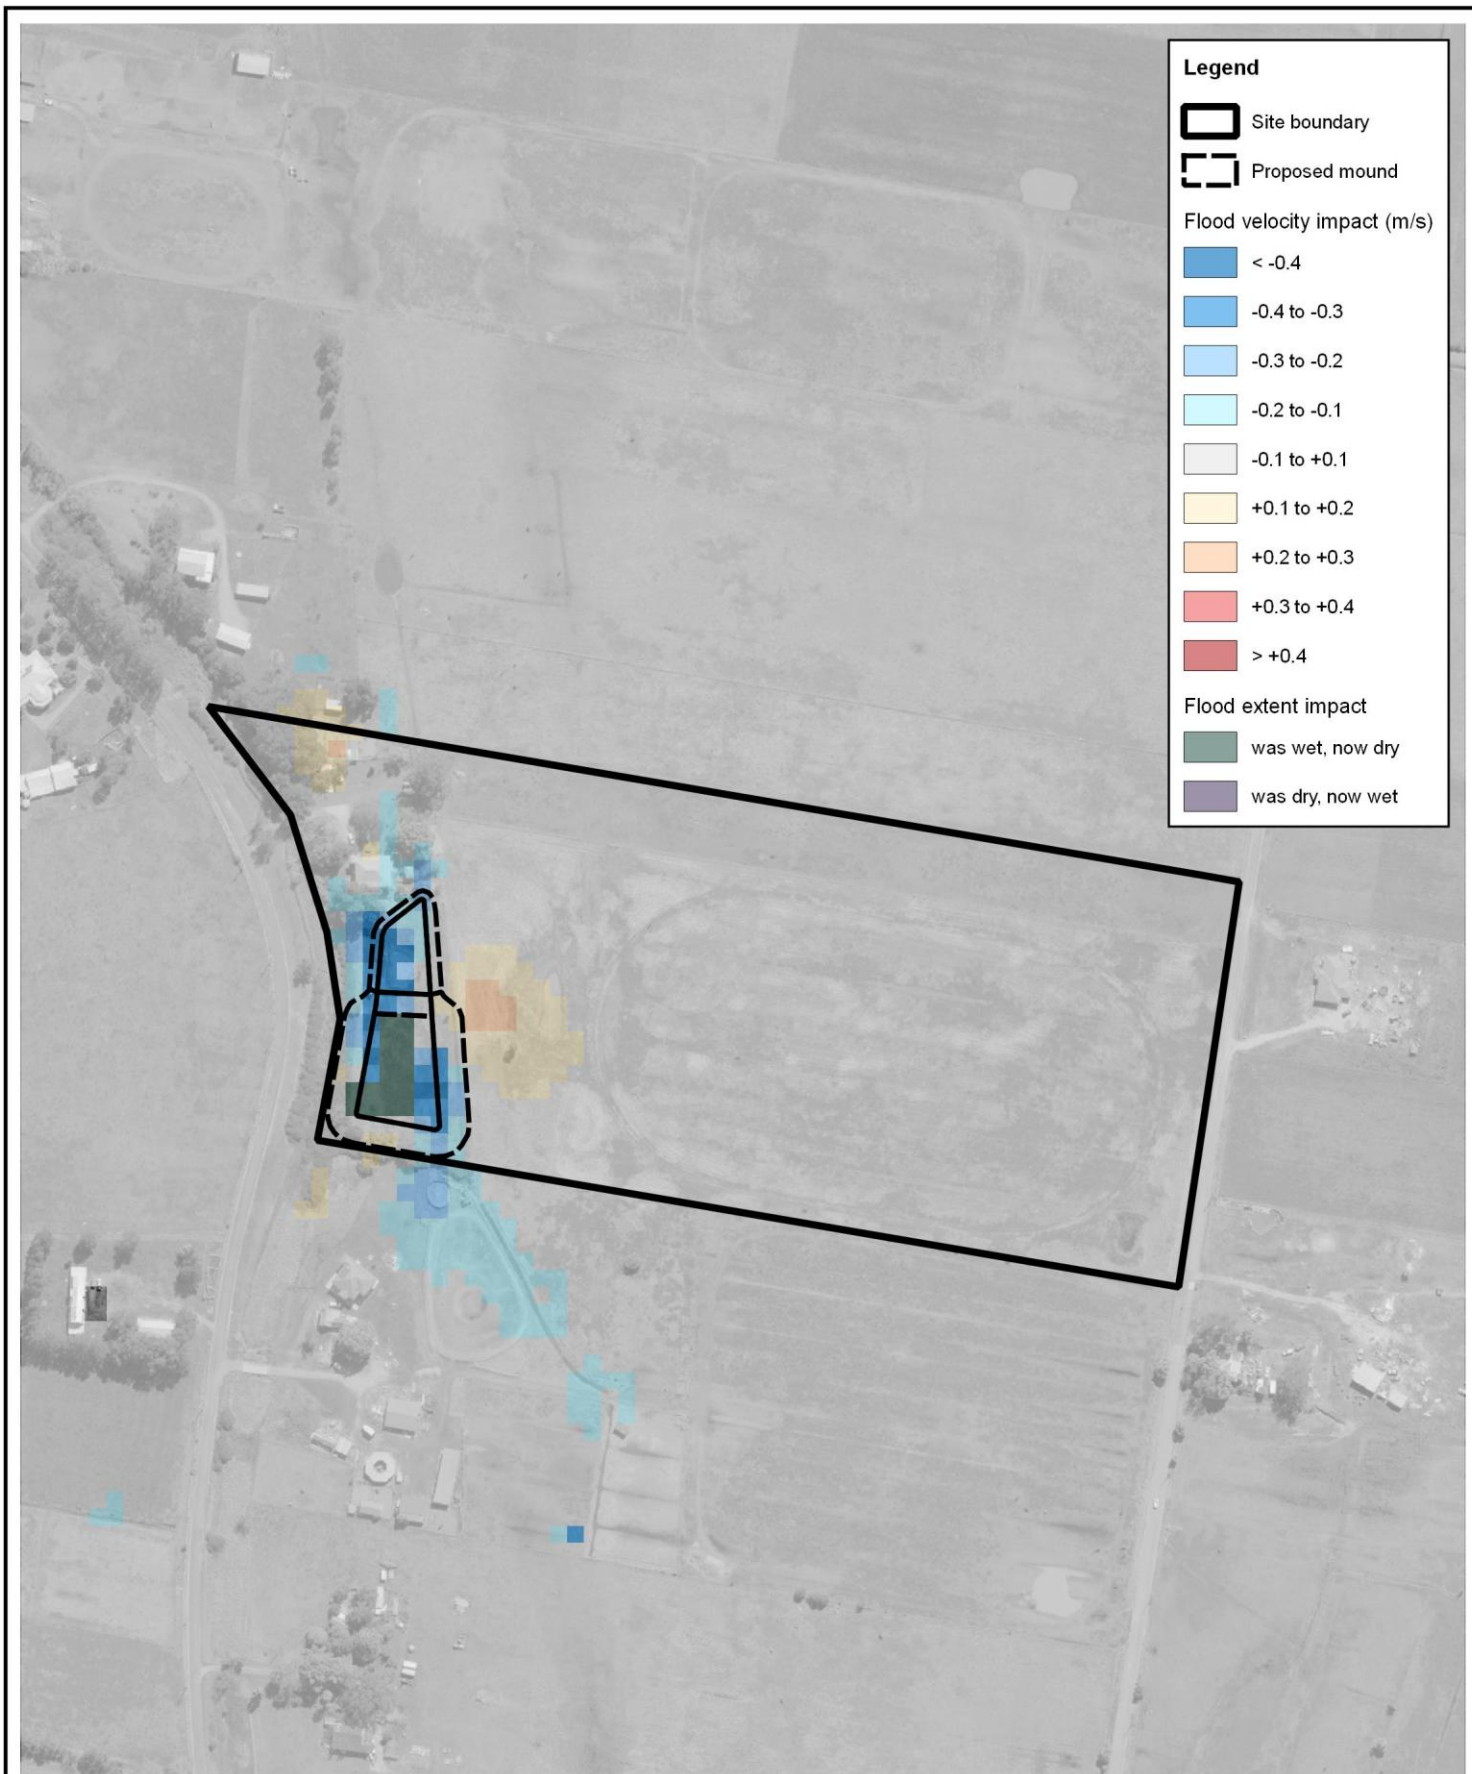 Legend
Site boundary
Proposed mound
Flood velocity impact (m/s)
< -0.4
-0.4 to -0.3
-0.3 to -0.2
-0.2 to -0.1
-0.1 to +0.1
+0.1 to +0.2
+0.2 to +0.3
+0.3 to +0.4
> +0.4
Flood extent impact
was wet, now dry
was dry, now wet